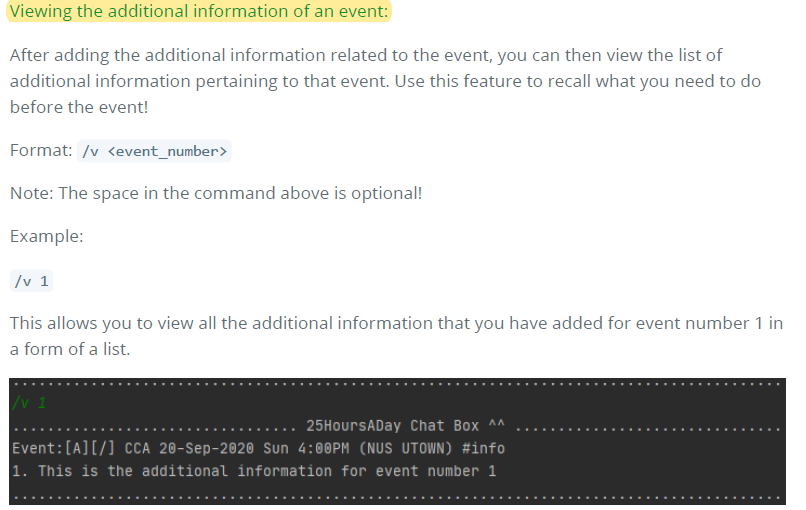 Viewing the additional information of an event:
After adding the additional information related to the event, you can then view the list of
additional information pertaining to that event. Use this feature to recall what you need to do
before the event!
Format: /v <event_number>
Note: The space in the command above is optional!
Example:
/v 1
This allows you to view all the additional information that you have added for event number 1 in
a form of a list.
/v 1
25HoursADay Chat Box ^^
Event:[A][/] CCA 20-Sep-2020 Sun 4:00PM (NUS UTOWN) #info
1. This is the additional information for event number 1